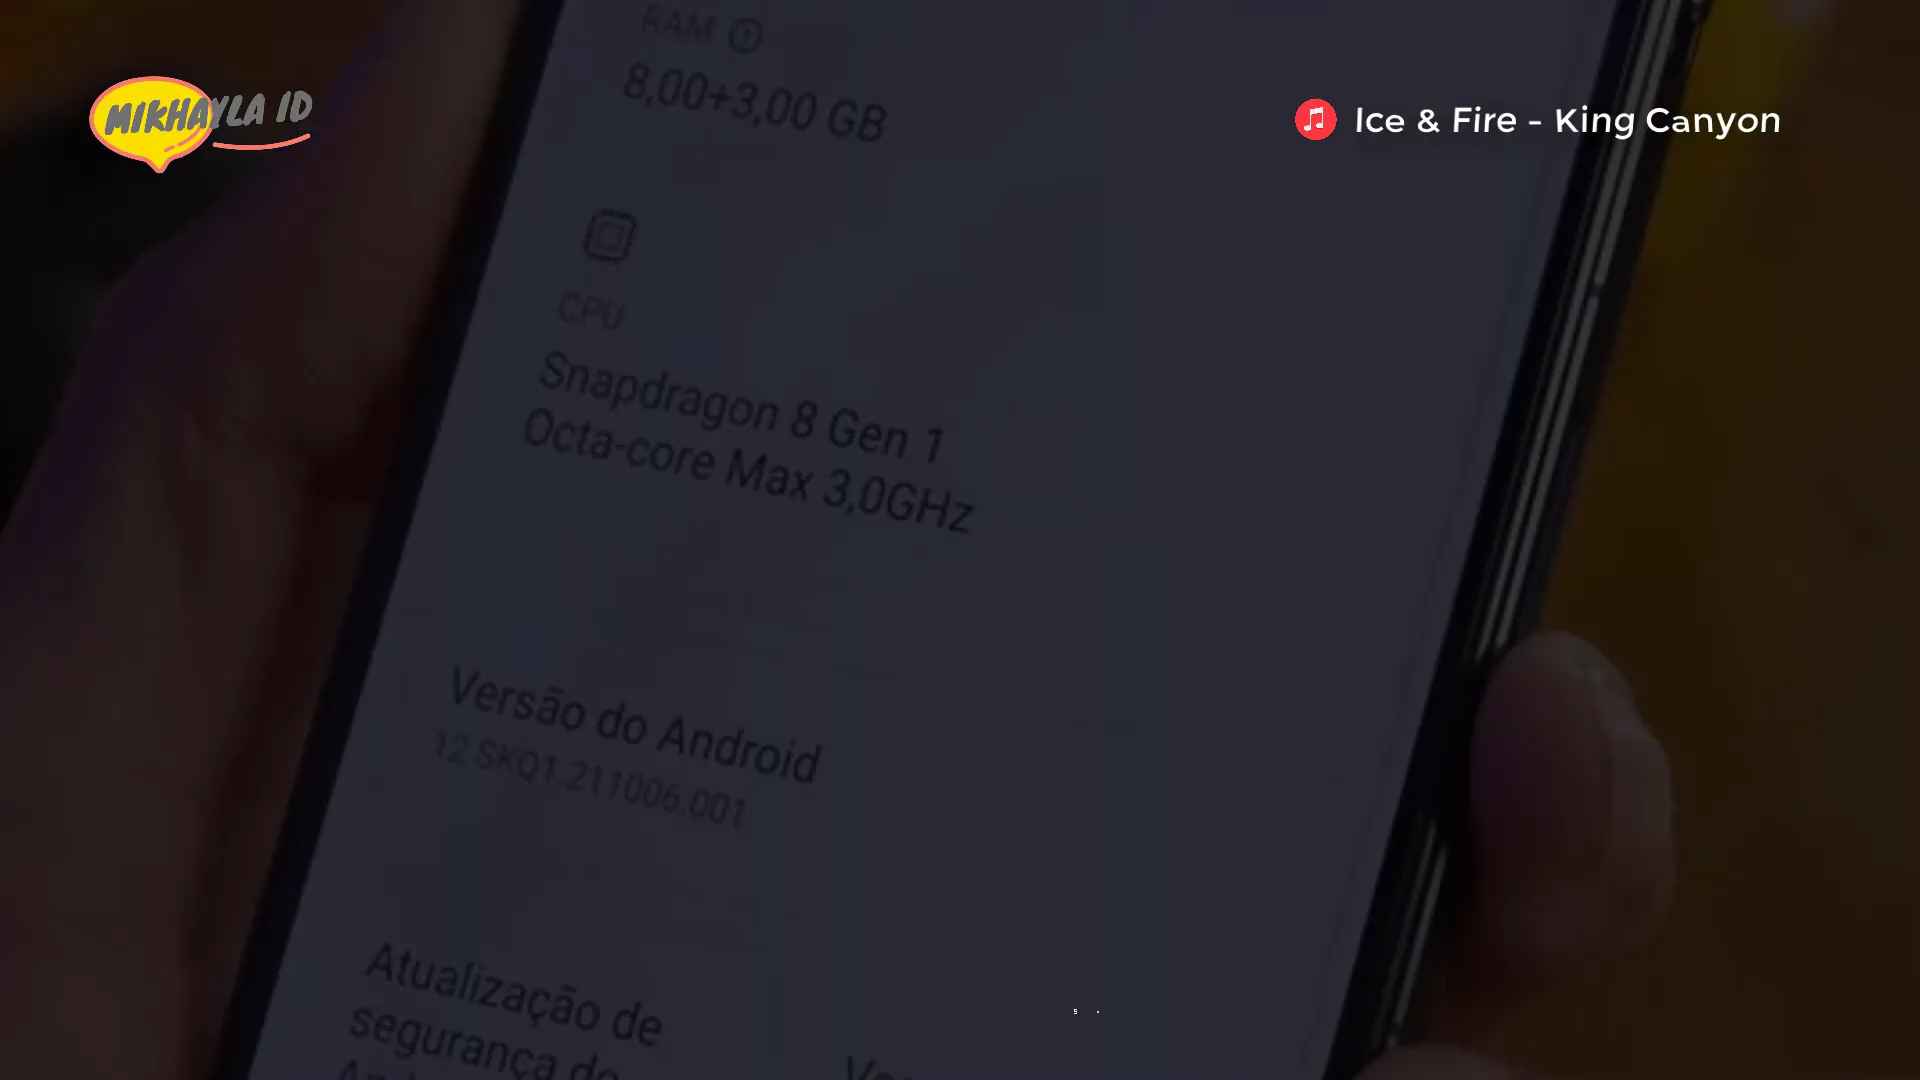 RAM
8,00+3,00 GB
MIKHAYLA ID
Ice & Fire - King Canyon
CPU
Snapdragon 8 Gen 1
Octa-core Max 3,0GHz
Versão do Android
12 SKQ1.211006.001
Atualização de
segurança do